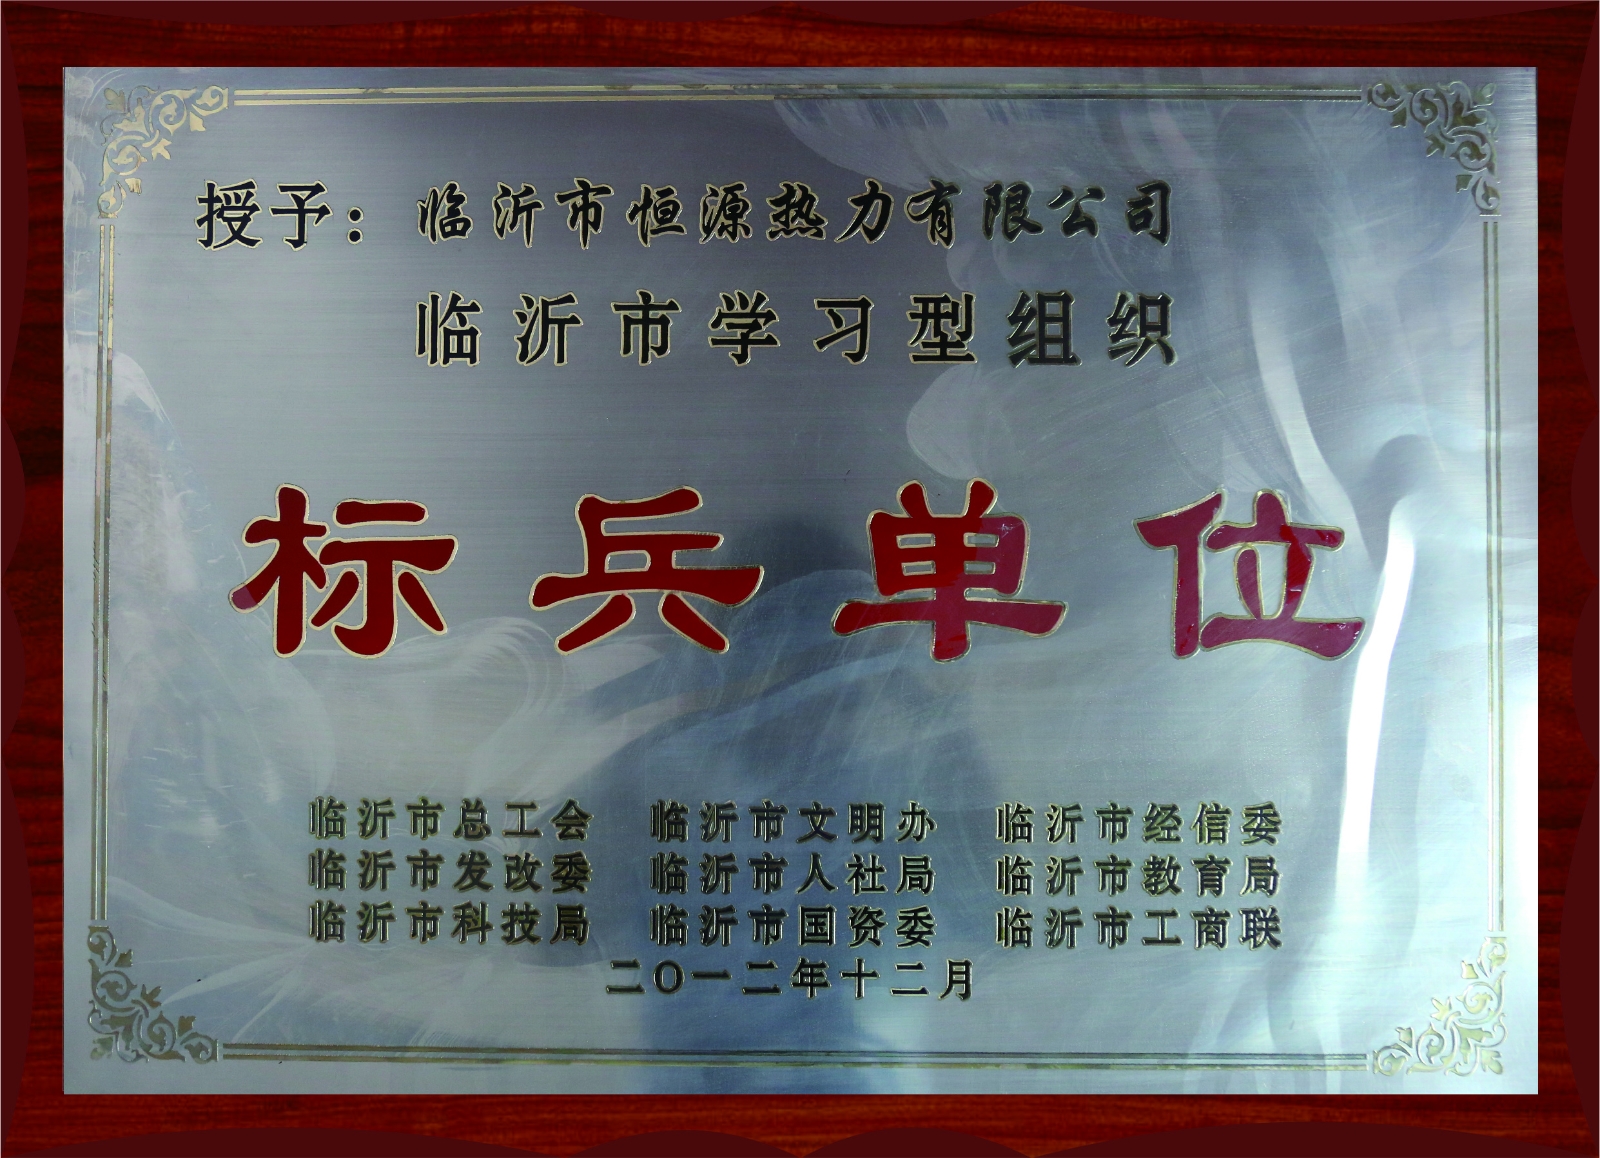 授予：临沂市恒源热力有限公司
临沂市学习型组织
标兵单位
临沂市总工会 临沂市文明办 临沂市经信委
临沂市发改委 临沂市人社局 临沂市教育局
临沂市科技局 临沂市国资委 临沂市工商联
二〇一二年十二月